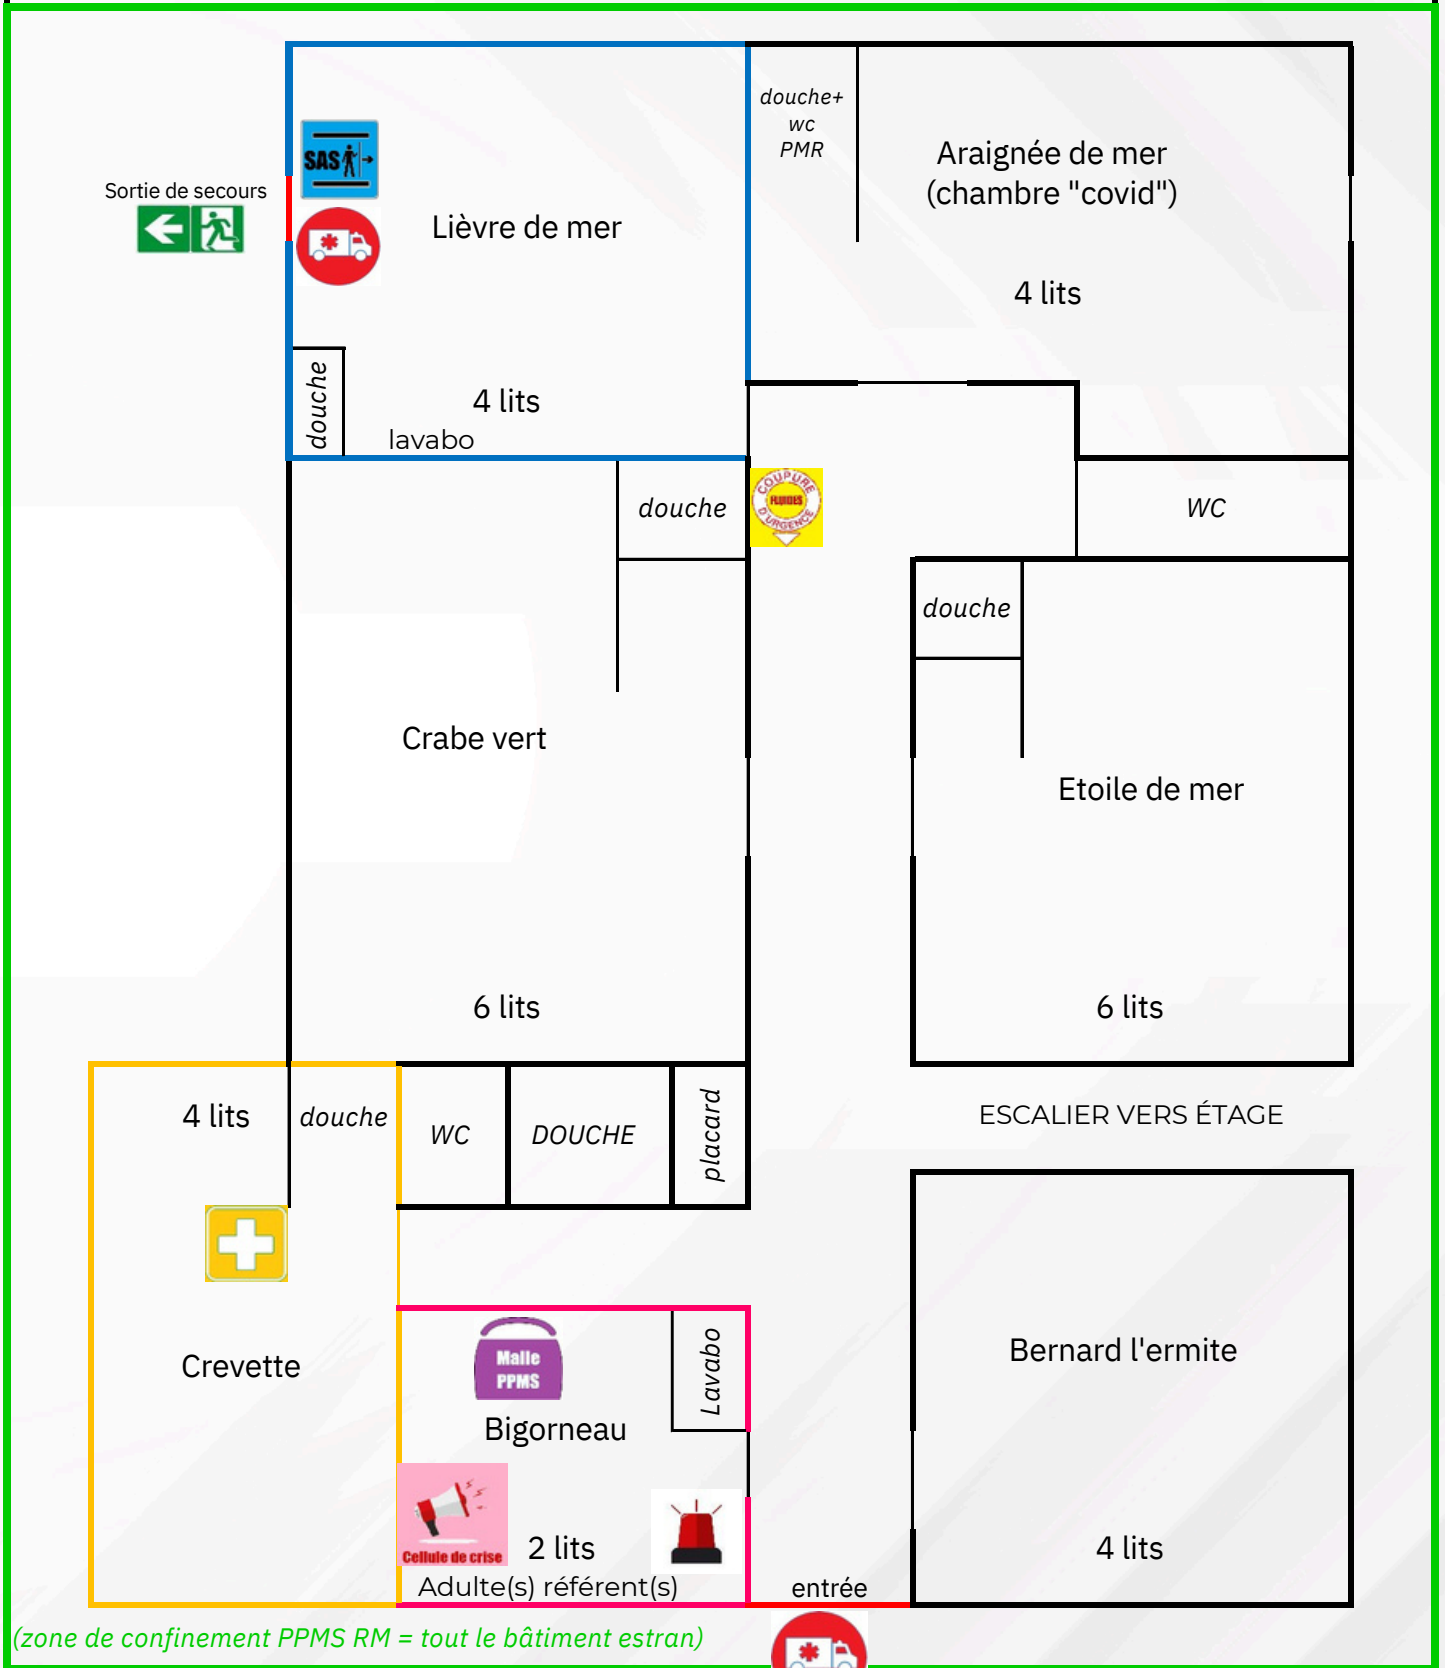 douche+
wc
PMR
Araignée de mer
(chambre "covid")
SAS
Sortie de secours
Lièvre de mer
4 lits
douche
4 lits
lavabo
COUPURE
FLUIDES
D'URGENCE
douche
WC
douche
Crabe vert
Etoile de mer
6 lits
6 lits
4 lits
douche
WC
DOUCHE
placard
ESCALIER VERS ÉTAGE
Crevette
Malle
PPMS
Lavabo
Bernard l'ermite
Bigorneau
Cellule de crise
2 lits
4 lits
Adulte(s) référent(s)
entrée
(zone de confinement PPMS RM = tout le bâtiment estran)